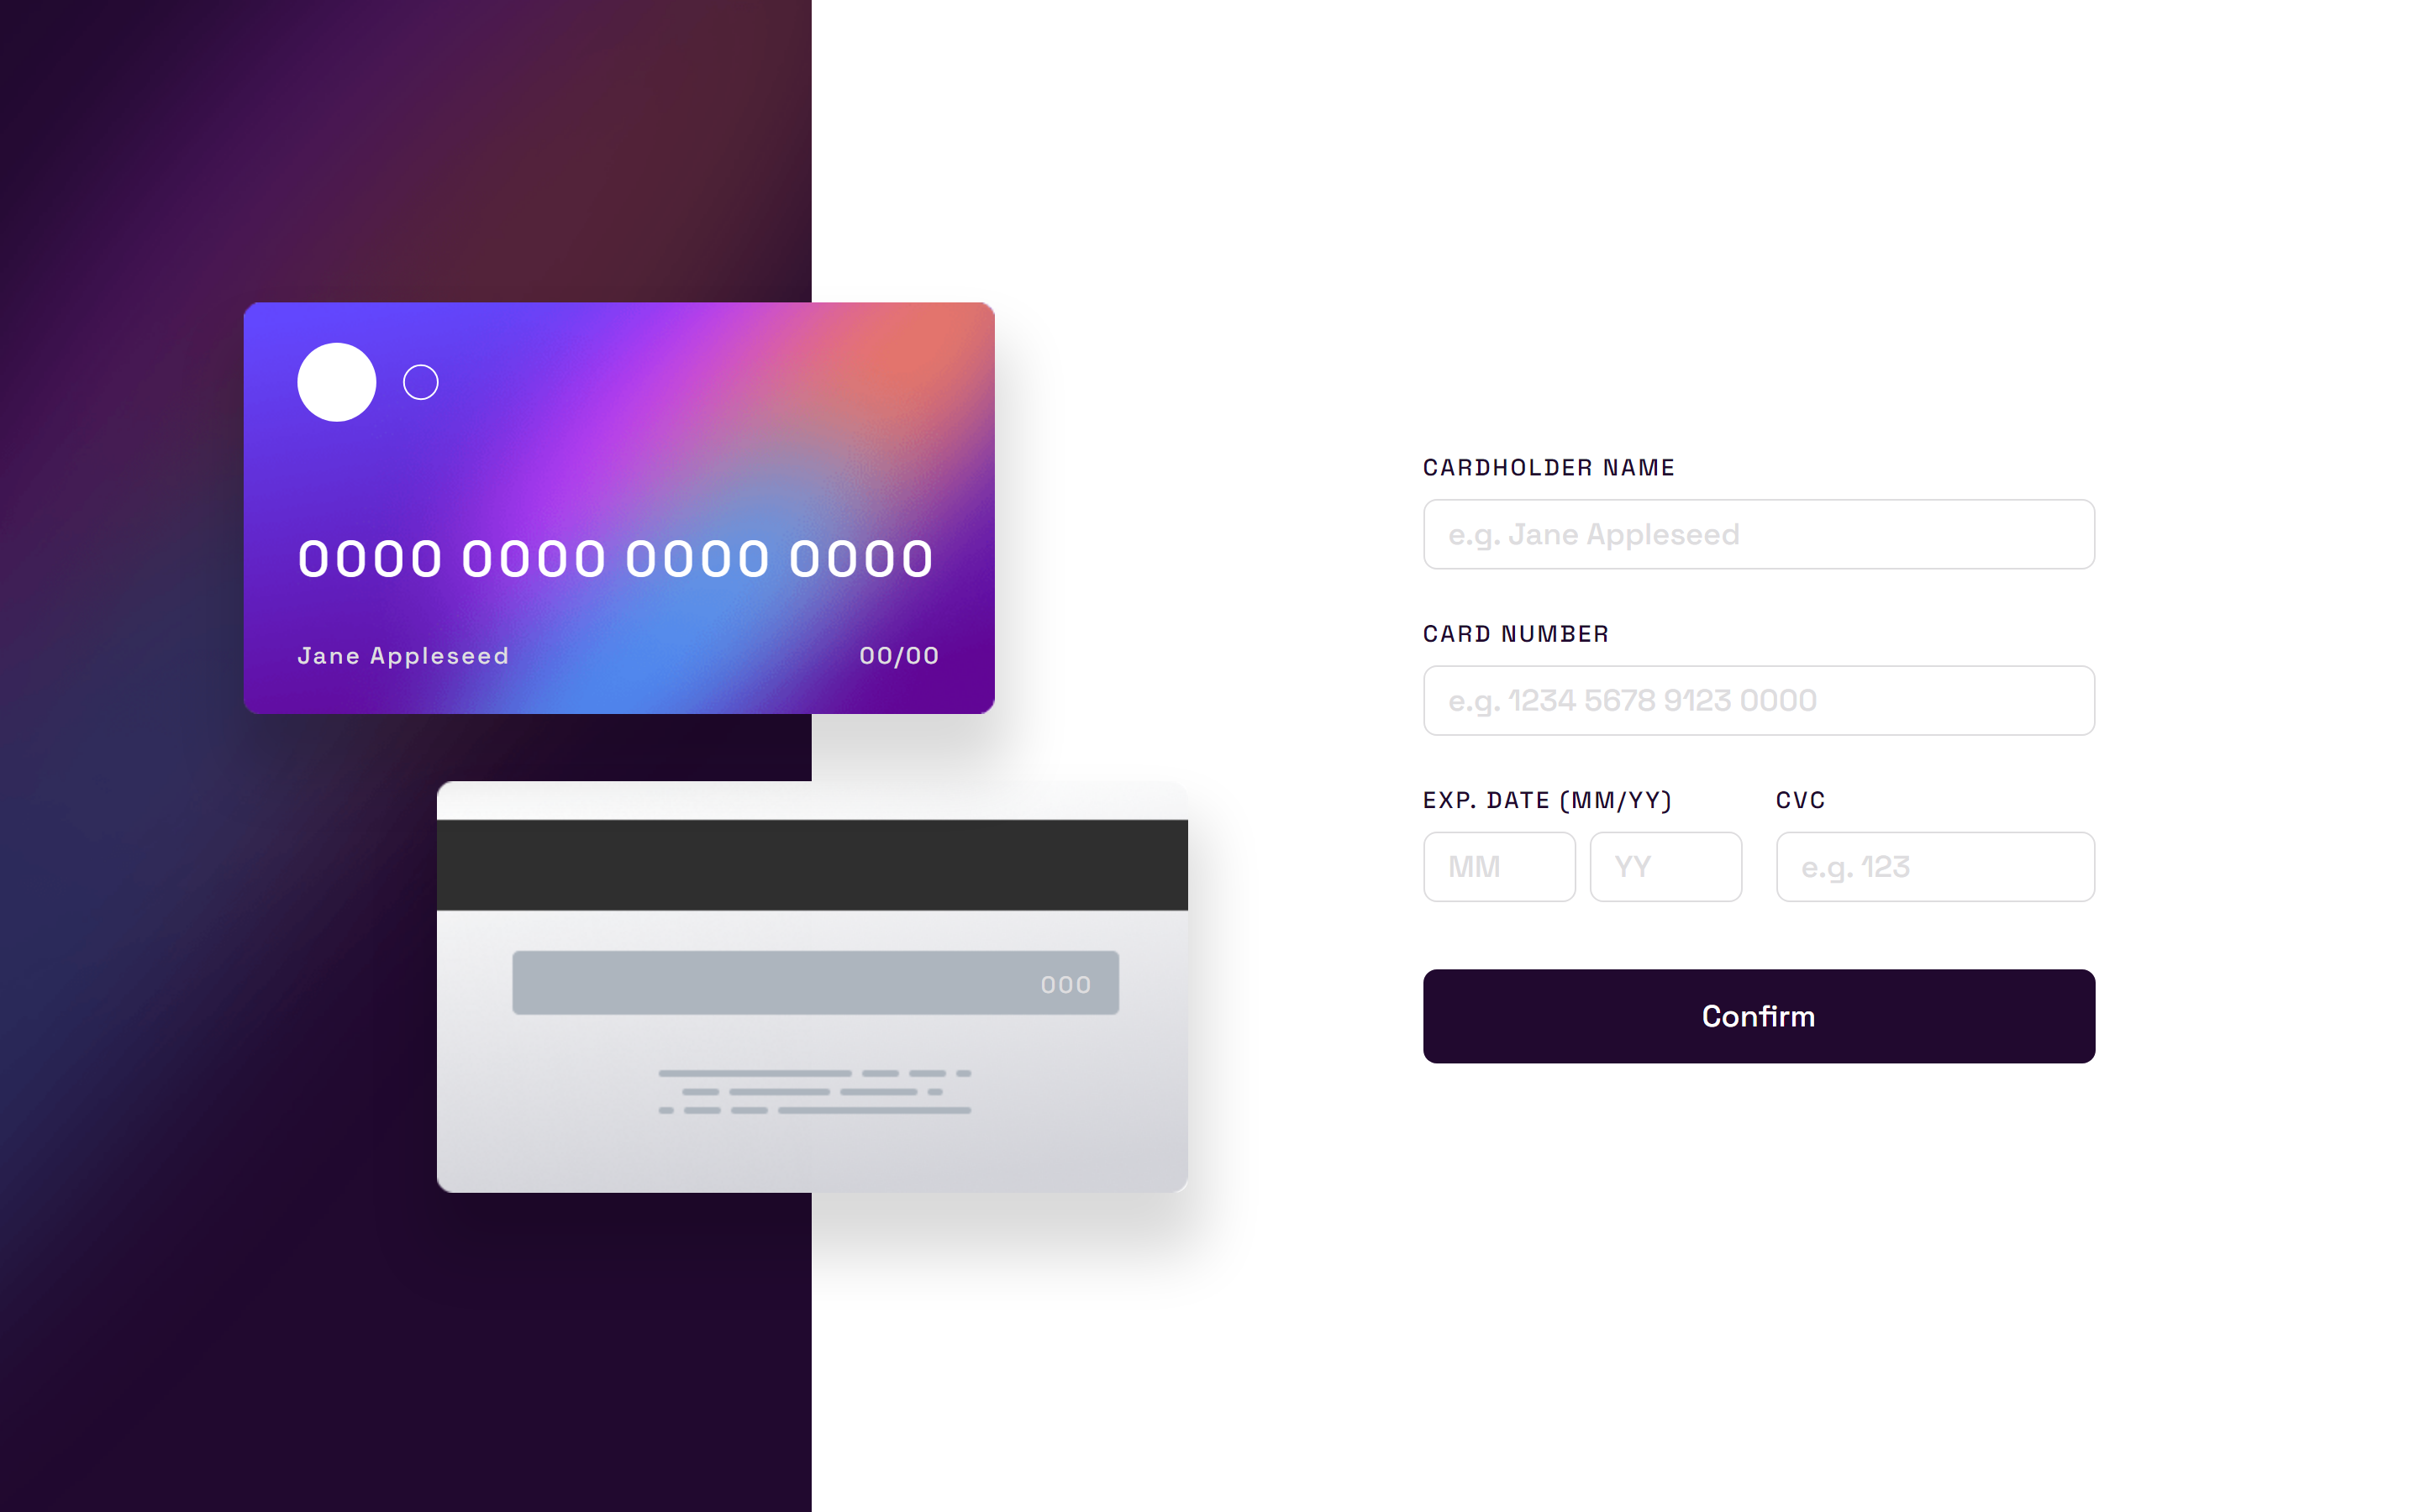 0000 0000 0000 0000
Jane Appleseed 00/00
000
CARDHOLDER NAME
e.g. Jane Appleseed
CARD NUMBER
e.g. 1234 5678 9123 0000
EXP. DATE (MM/YY) CVC
MM YY e.g. 123
Confirm